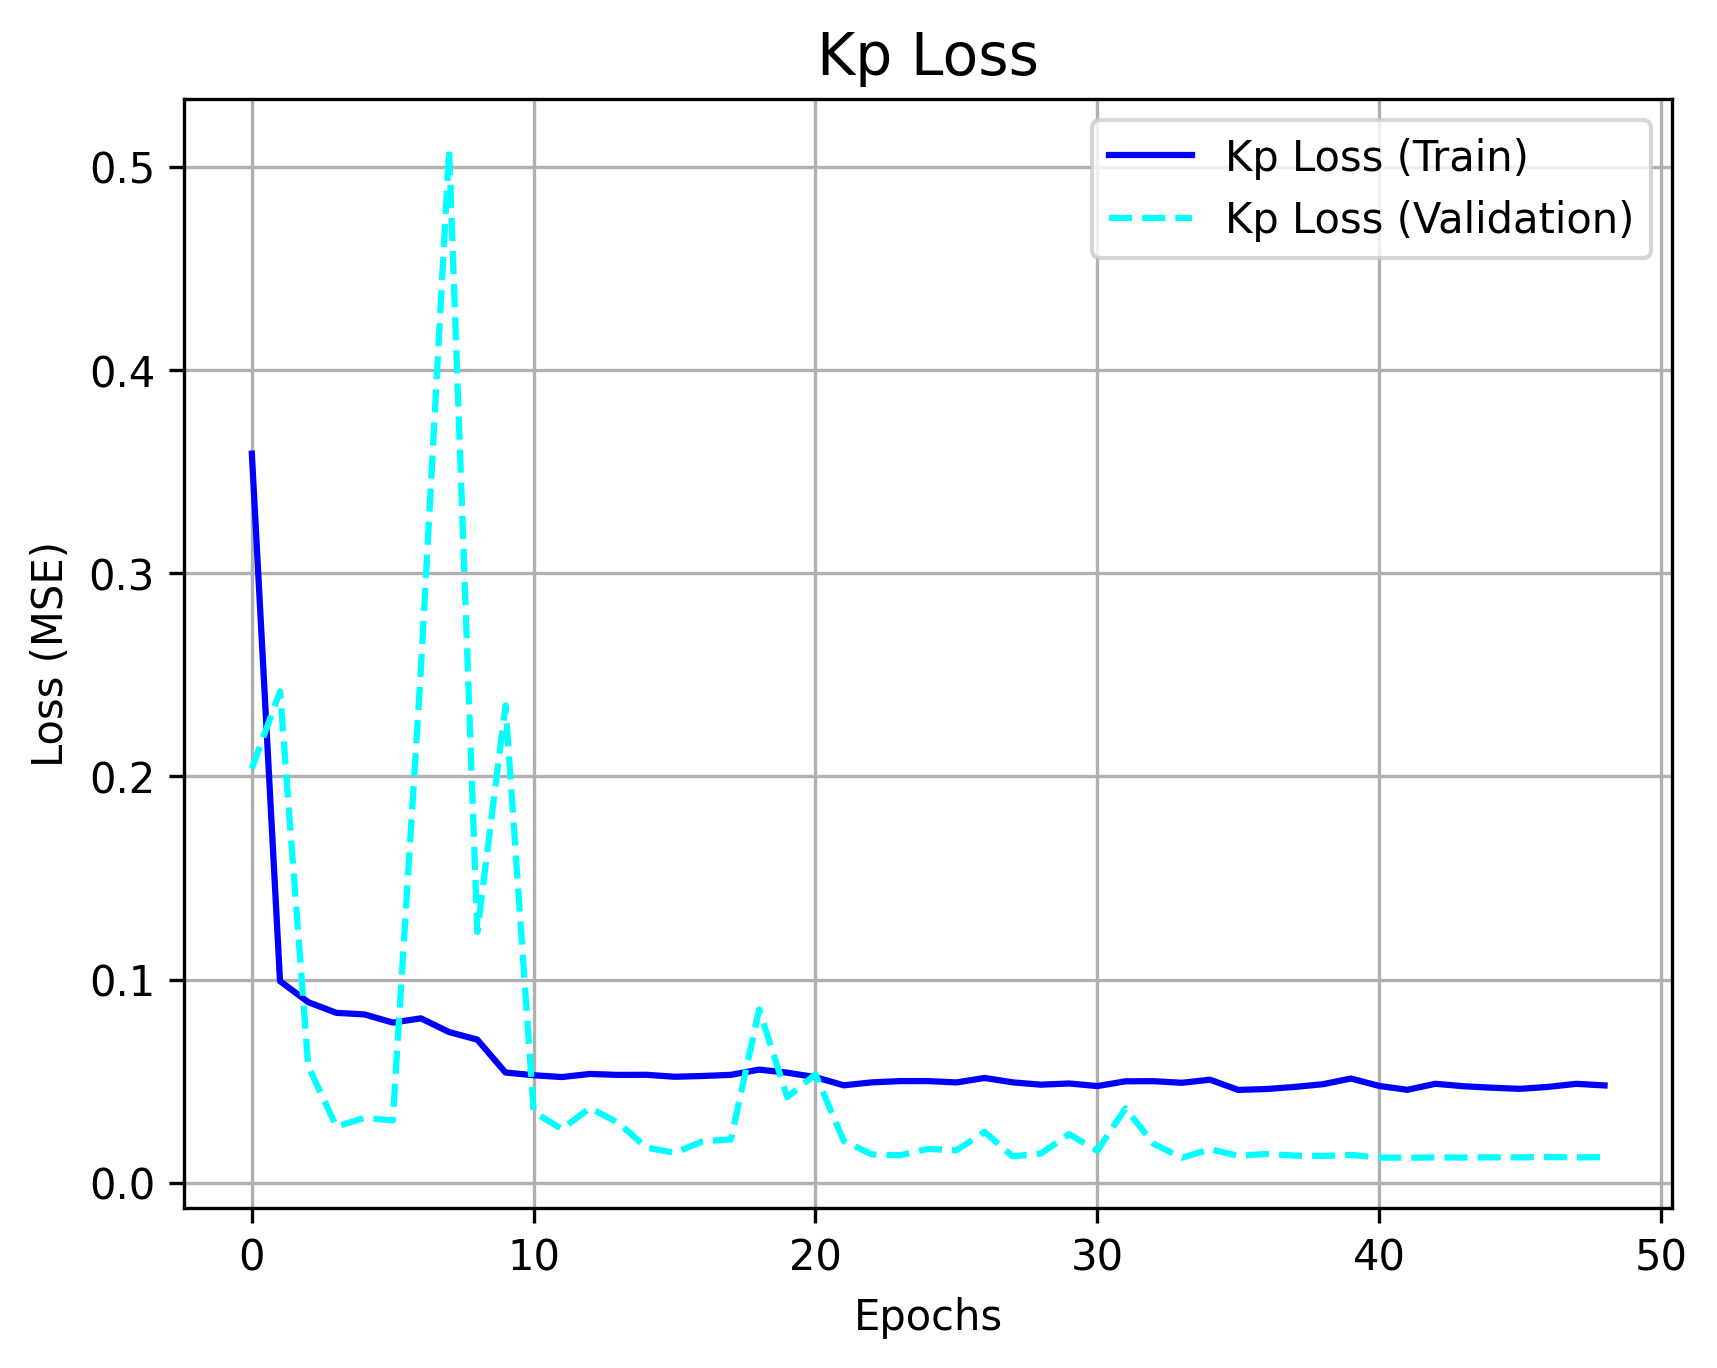 Kp Loss
Kp Loss (Train)
Kp Loss (Validation)
0.5
0.4
0.3
0.2
0.1
0.0
Loss (MSE)
0 10 20 30 40 50
Epochs